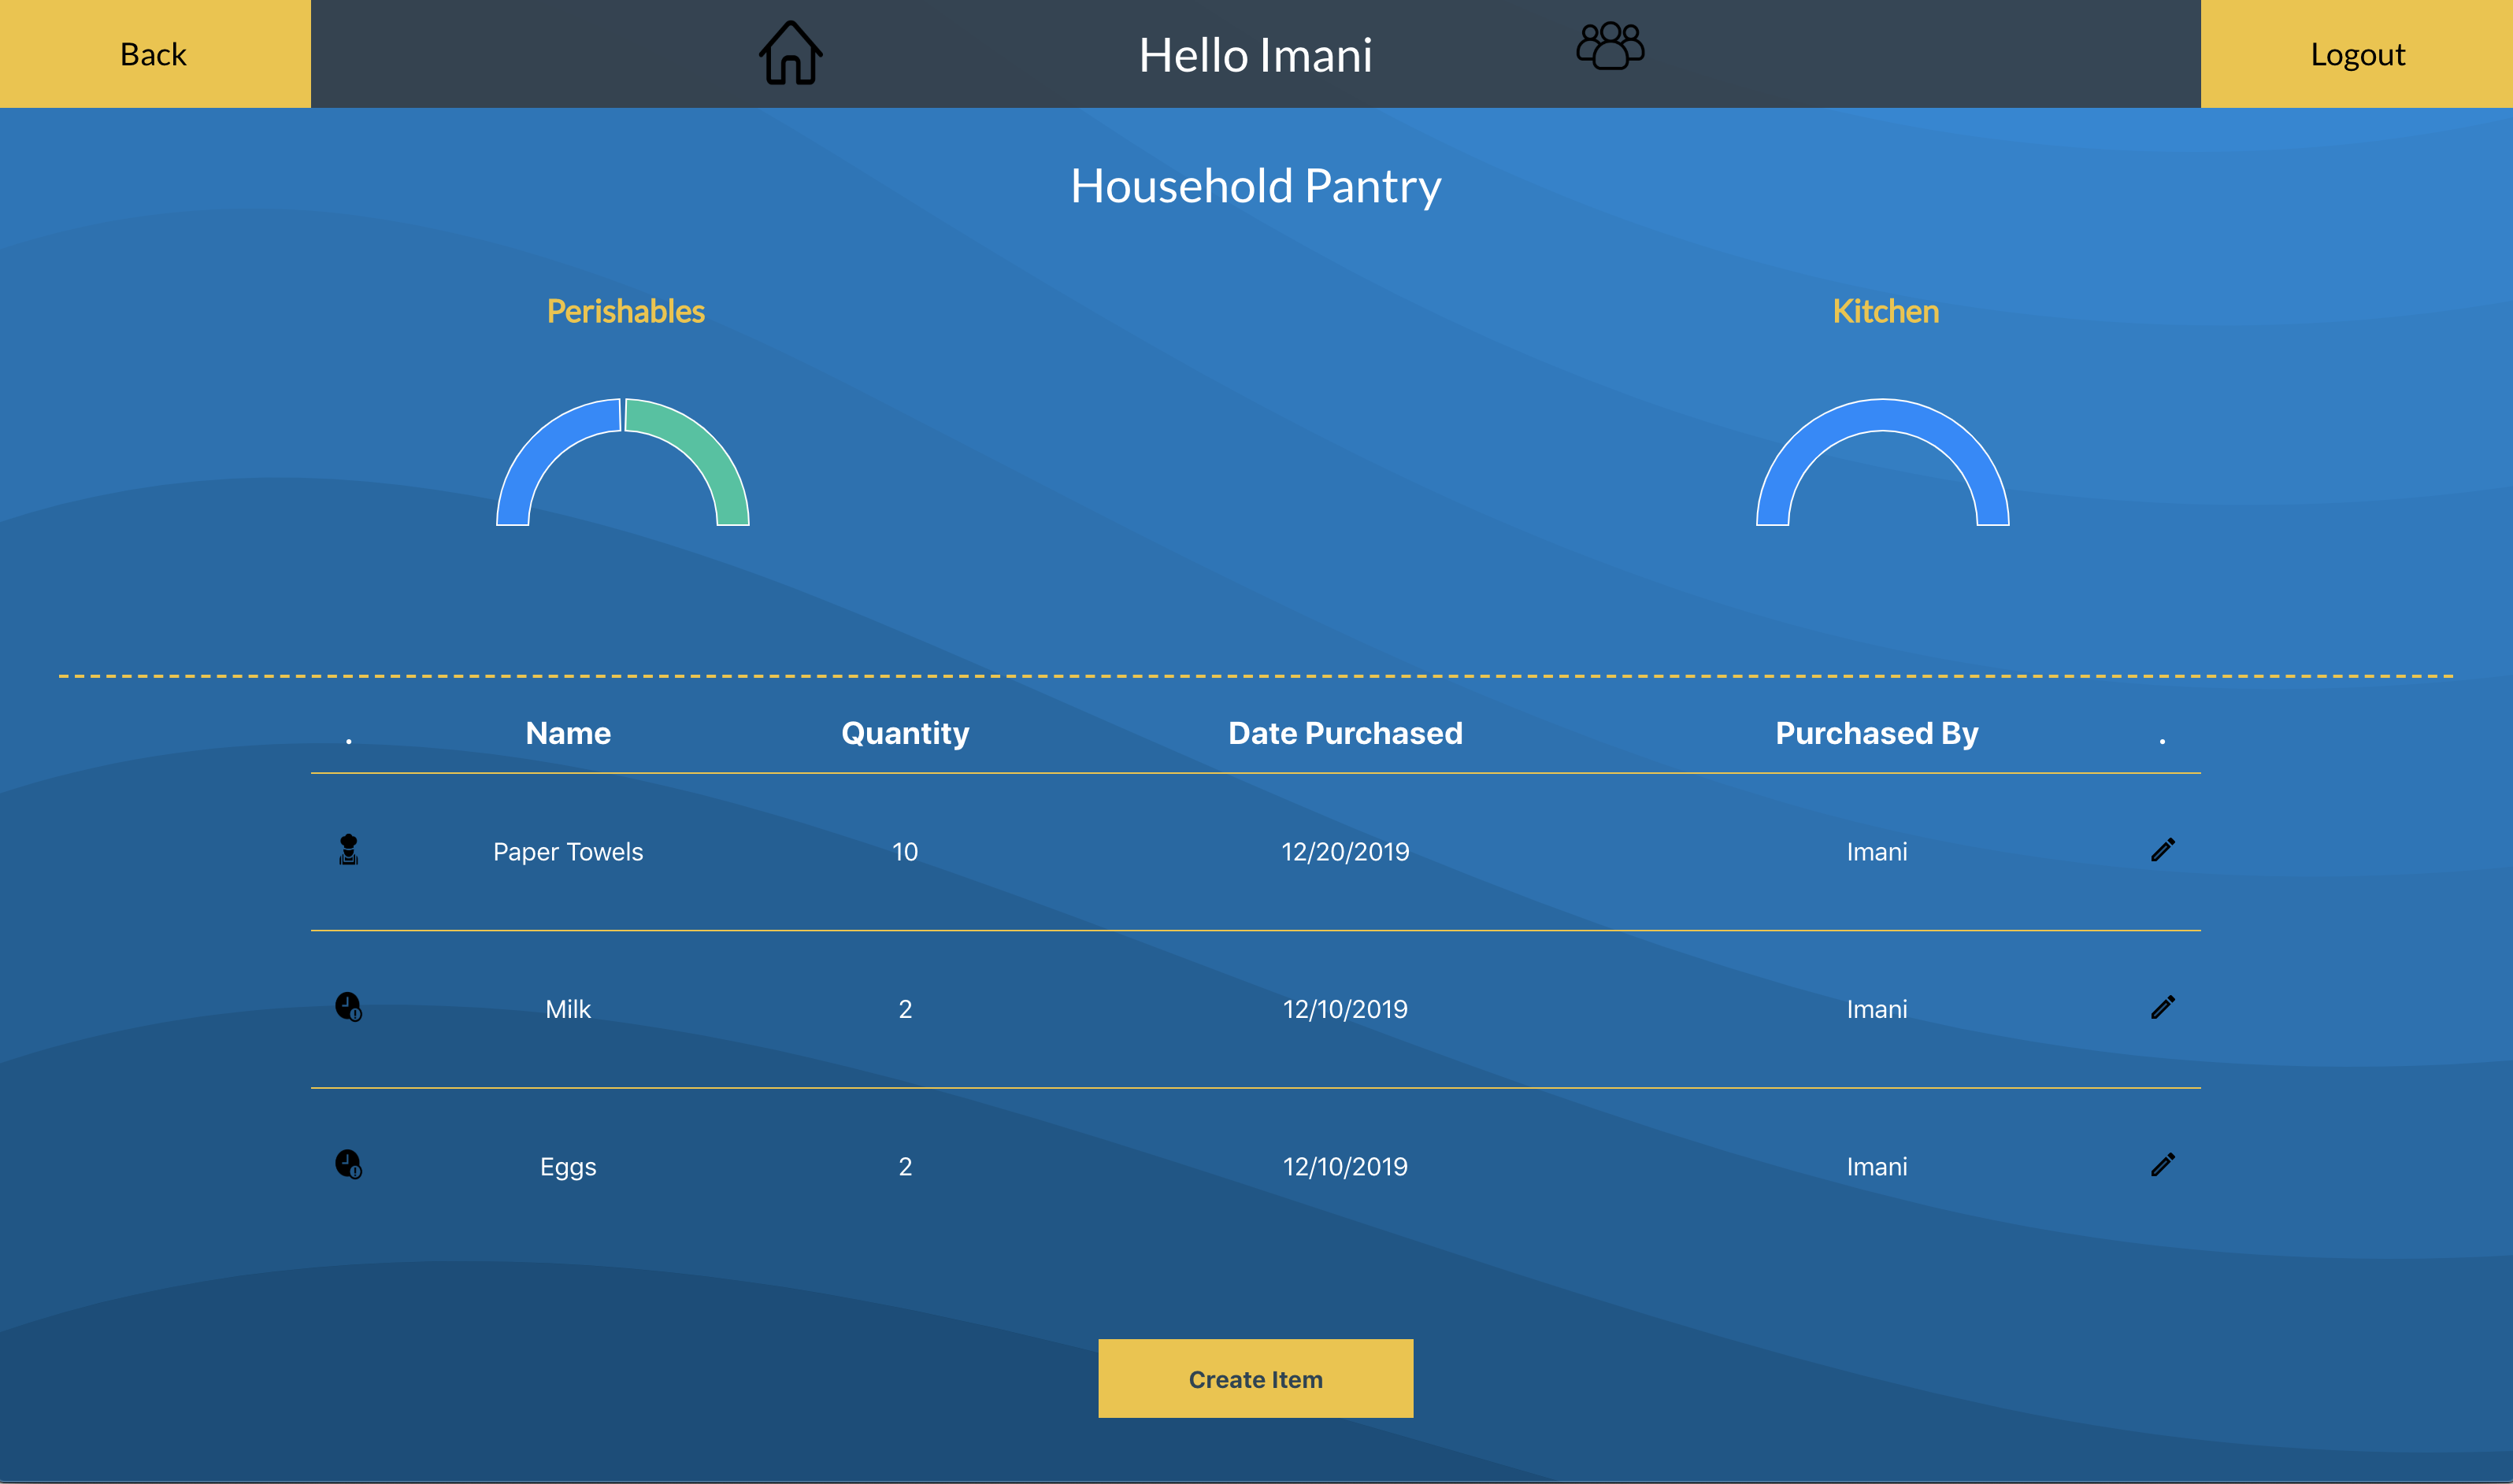 Back Hello Imani Logout
Household Pantry
Perishables Kitchen
. Name Quantity Date Purchased Purchased By .
Paper Towels 10 12/20/2019 Imani
Milk 2 12/10/2019 Imani
Eggs 2 12/10/2019 Imani
Create Item